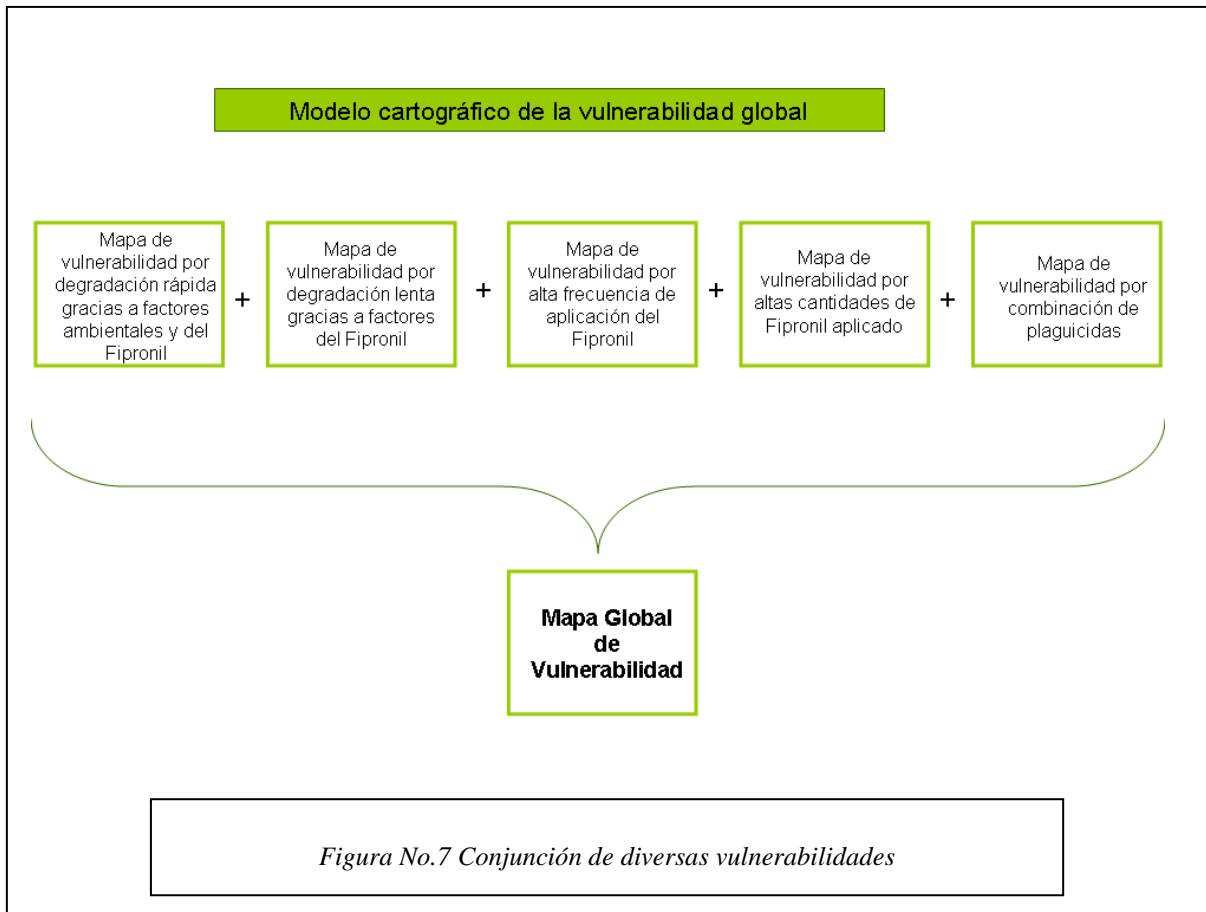 Modelo cartográfico de la vulnerabilidad global
Mapa de
vulnerabilidad por
degradación rápida
gracias a factores
ambientales y del
Fipronil
+
Mapa de
vulnerabilidad por
degradación lenta
gracias a factores
del Fipronil
+
Mapa de
vulnerabilidad por
alta frecuencia de
aplicación del
Fipronil
+
Mapa de
vulnerabilidad por
altas cantidades de
Fipronil aplicado
+
Mapa de
vulnerabilidad por
combinación de
plaguicidas
Mapa Global
de
Vulnerabilidad
Figura No.7 Conjunción de diversas vulnerabilidades